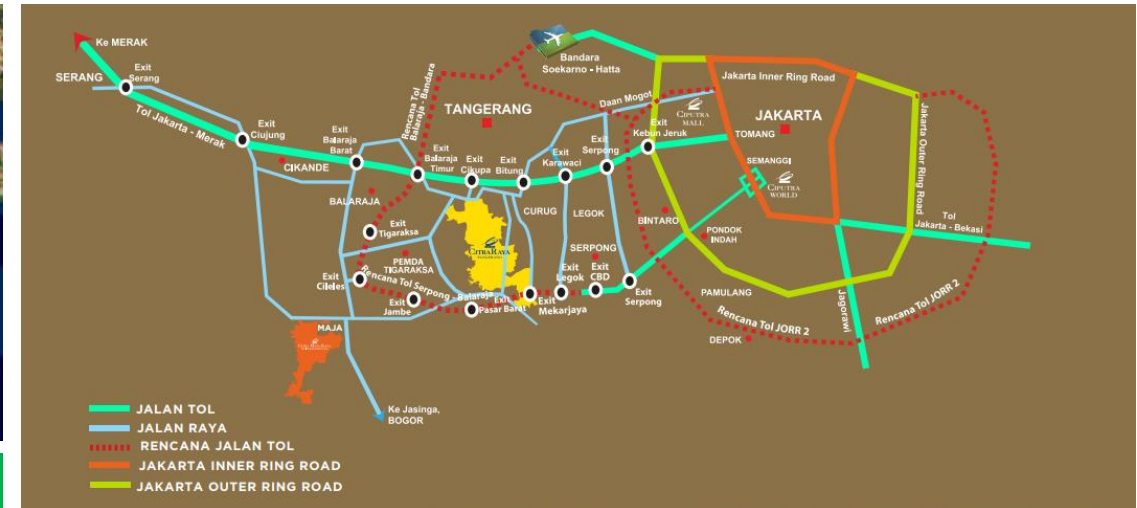 Ke MERAK
SERANG
Exit
Serang
Tol Jakarta - Merak
Exit
Ciujung
CIKANDE
Exit
Balaraja
Barat
BALARAJA
Rencana Tol
Balaraja - Bandara
Exit
Balaraja
Timur
TANGERANG
Exit
Cikupa
Exit
Bitung
Exit
Karawaci
Exit
Serpong
Bandara
Soekarno - Hatta
Daan Mogot
Exit
Kebun Jeruk
CIPUTRA
MALL
Jakarta Inner Ring Road
JAKARTA
TOMANG
SEMANGGI
CIPUTRA
WORLD
Jakarta Outer Ring Road
Tol
Jakarta - Bekasi
Exit
Tigaraksa
PEMDA
TIGARAKSA
CITRARAYA
CURUG
LEGOK
SERPONG
BINTARO
PONDOK
INDAH
Exit
Cileles
Rencana Tol Serpong - Balaraja
Exit
Jambe
Exit
Pasar Barat
Exit
Mekarjaya
Exit
Legok
Exit
CBD
Exit
Serpong
PAMULANG
Rencana Tol JORR 2
DEPOK
Jagorawi
Rencana Tol JORR 2
MAJA
Ke Jasinga,
BOGOR
JALAN TOL
JALAN RAYA
RENCANA JALAN TOL
JAKARTA INNER RING ROAD
JAKARTA OUTER RING ROAD